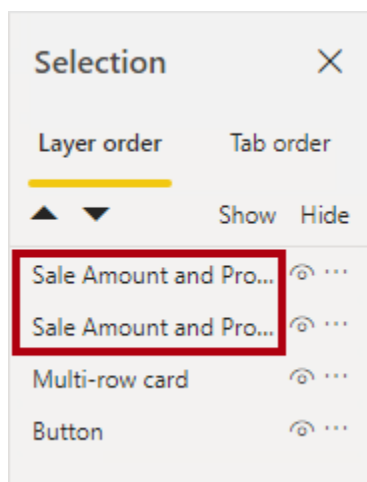 Selection
Layer order Tab order
Show Hide
Sale Amount and Pro...
Sale Amount and Pro...
Multi-row card
Button